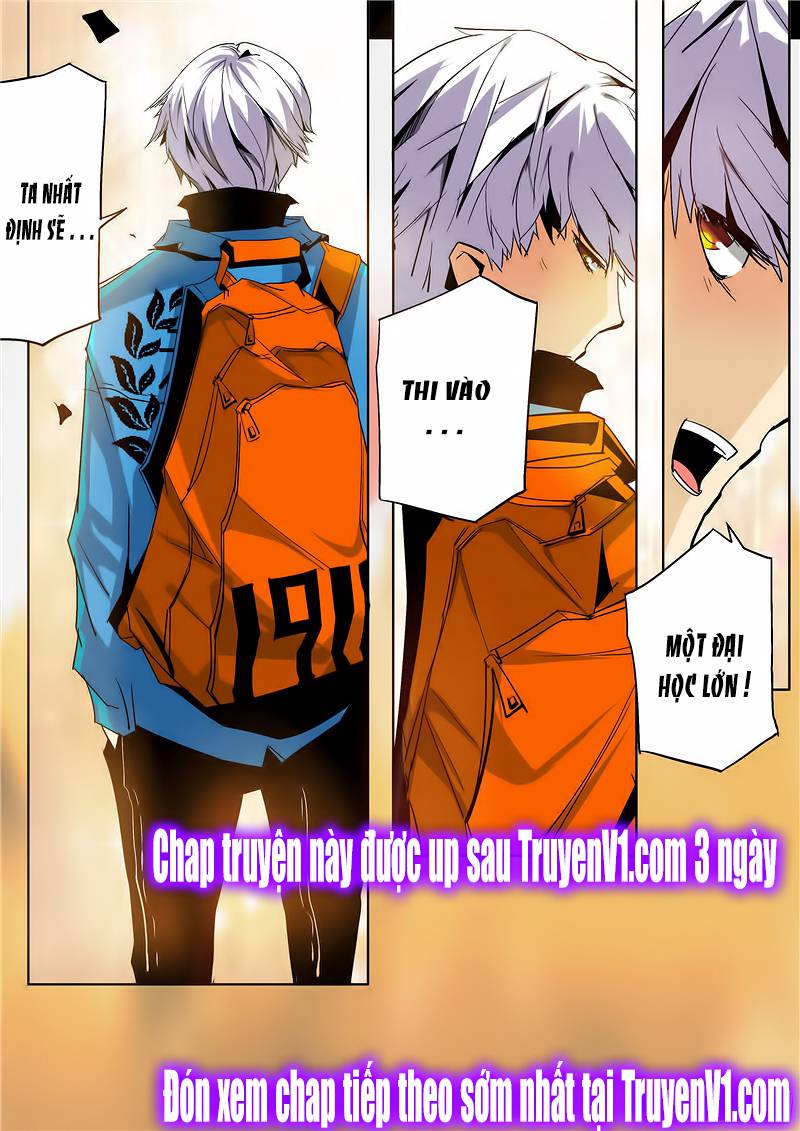 TA NHẤT
ĐỊNH SẼ ...
THI VÀO
...
MỘT ĐẠI
HỌC LỚN !
191
Chap truyện này được up sau TruyenV1.com 3 ngày
Đón xem chap tiếp theo sớm nhất tại TruyenV1.com